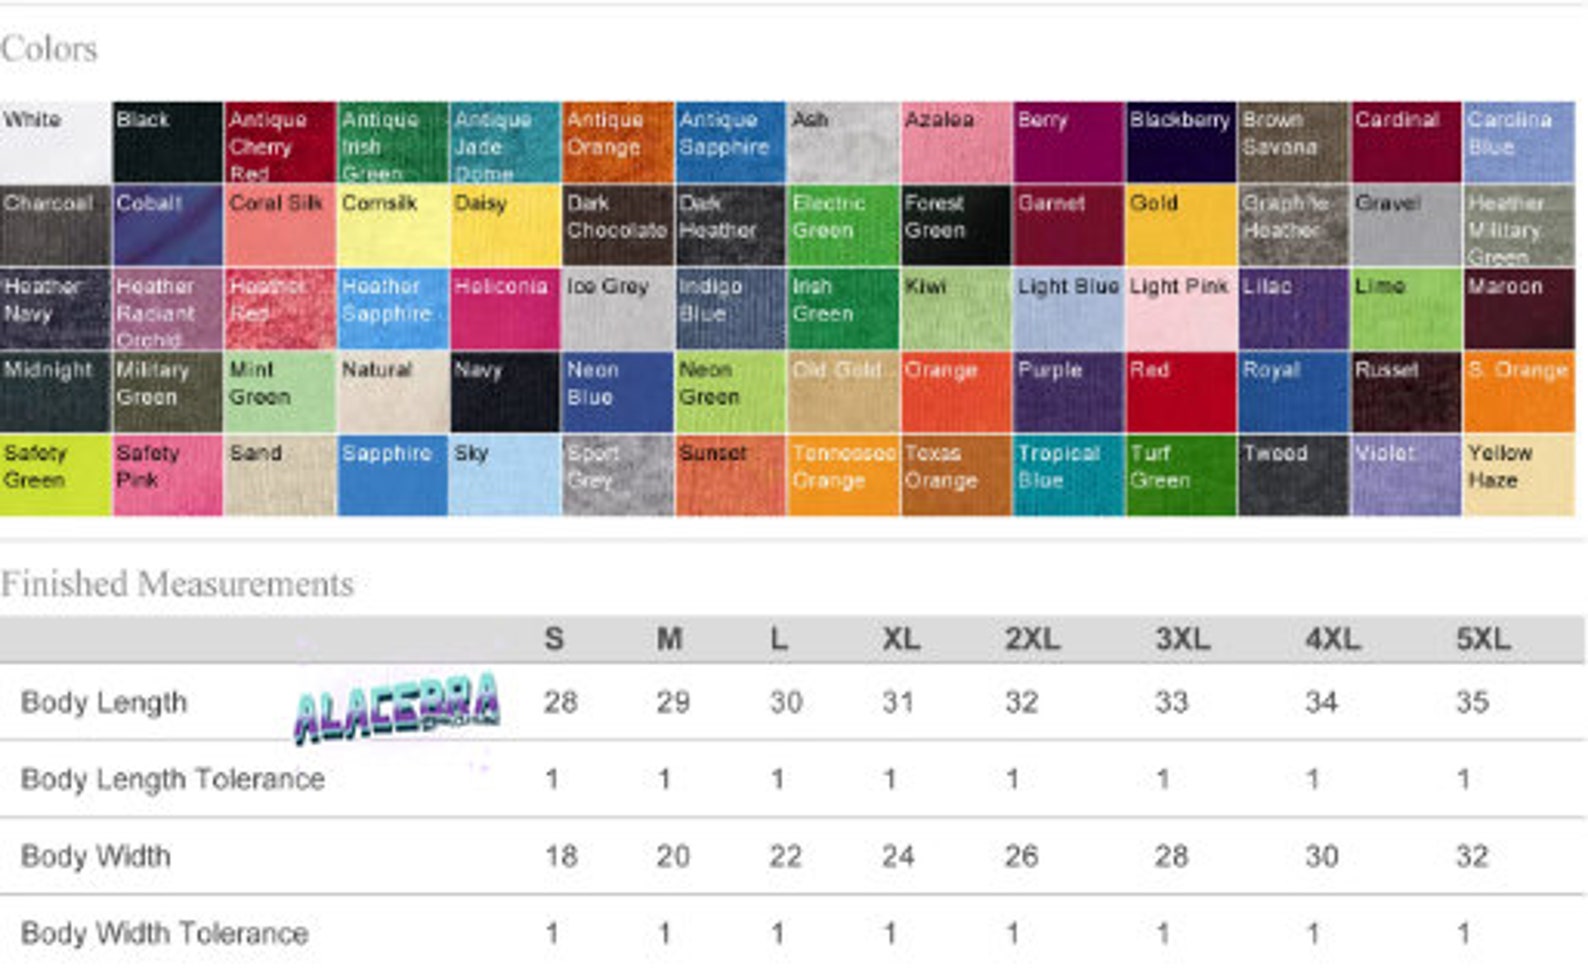 Colors
White Black Antique Antique Antique Antique Antique Ash Azalea Berry Blackberry Brown Cardinal Carolina
Cherry Irish Jade Orange Sapphire Savana Blue
Red Green Dome
Charcoal Cobalt Coral Silk Cornsilk Daisy Dark Dark Electric Forest Garnet Gold Graphite Gravel Heather
Chocolate Heather Green Green Heather Military
Green
Heather Heather Heather Heather Heliconia Ice Grey Indigo Irish Kiwi Light Blue Light Pink Lilac Lime Maroon
Navy Radiant Red Sapphire Blue Green
Orchid
Midnight Military Mint Natural Navy Neon Neon Old Gold Orange Purple Red Royal Russet S. Orange
Green Green Blue Green
Safety Safety Sand Sapphire Sky Sport Sunset Tennessee Texas Tropical Turf Tweed Violet Yellow
Green Pink Grey Orange Orange Blue Green Haze
Finished Measurements
S M L XL 2XL 3XL 4XL 5XL
Body Length ALACEBRA 28 29 30 31 32 33 34 35
Body Length Tolerance 1 1 1 1 1 1 1 1
Body Width 18 20 22 24 26 28 30 32
Body Width Tolerance 1 1 1 1 1 1 1 1